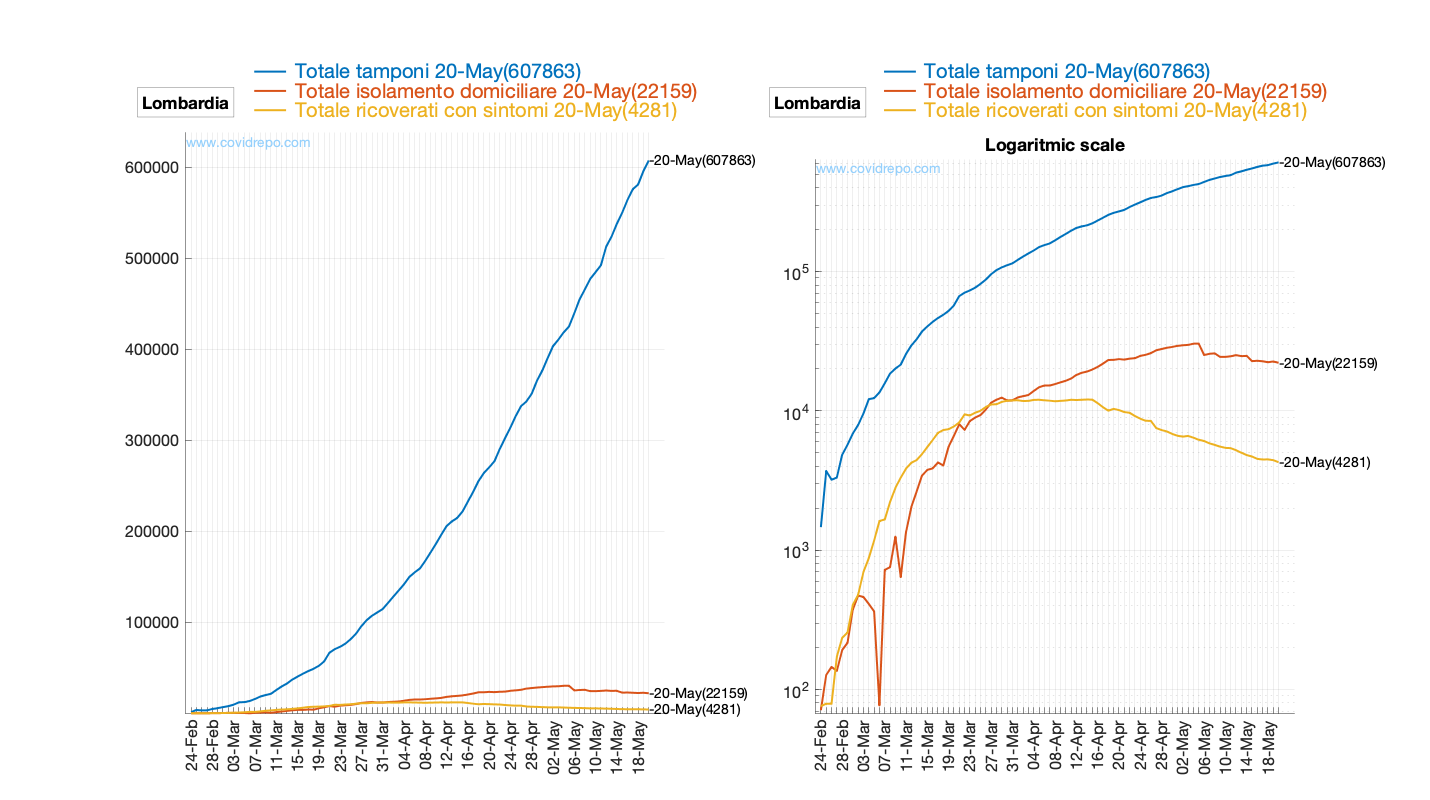 Totale tamponi 20-May(607863)
Totale isolamento domiciliare 20-May(22159)
Totale ricoverati con sintomi 20-May(4281)
Lombardia
www.covidrepo.com
600000
500000
400000
300000
200000
100000
-20-May(607863)
-20-May(22159)
-20-May(4281)
24-Feb
28-Feb
03-Mar
07-Mar
11-Mar
15-Mar
19-Mar
23-Mar
27-Mar
31-Mar
04-Apr
08-Apr
12-Apr
16-Apr
20-Apr
24-Apr
28-Apr
02-May
06-May
10-May
14-May
18-May
Totale tamponi 20-May(607863)
Totale isolamento domiciliare 20-May(22159)
Totale ricoverati con sintomi 20-May(4281)
Lombardia
Logaritmic scale
www.covidrepo.com
10^5
10^4
10^3
10^2
-20-May(607863)
-20-May(22159)
-20-May(4281)
24-Feb
28-Feb
03-Mar
07-Mar
11-Mar
15-Mar
19-Mar
23-Mar
27-Mar
31-Mar
04-Apr
08-Apr
12-Apr
16-Apr
20-Apr
24-Apr
28-Apr
02-May
06-May
10-May
14-May
18-May